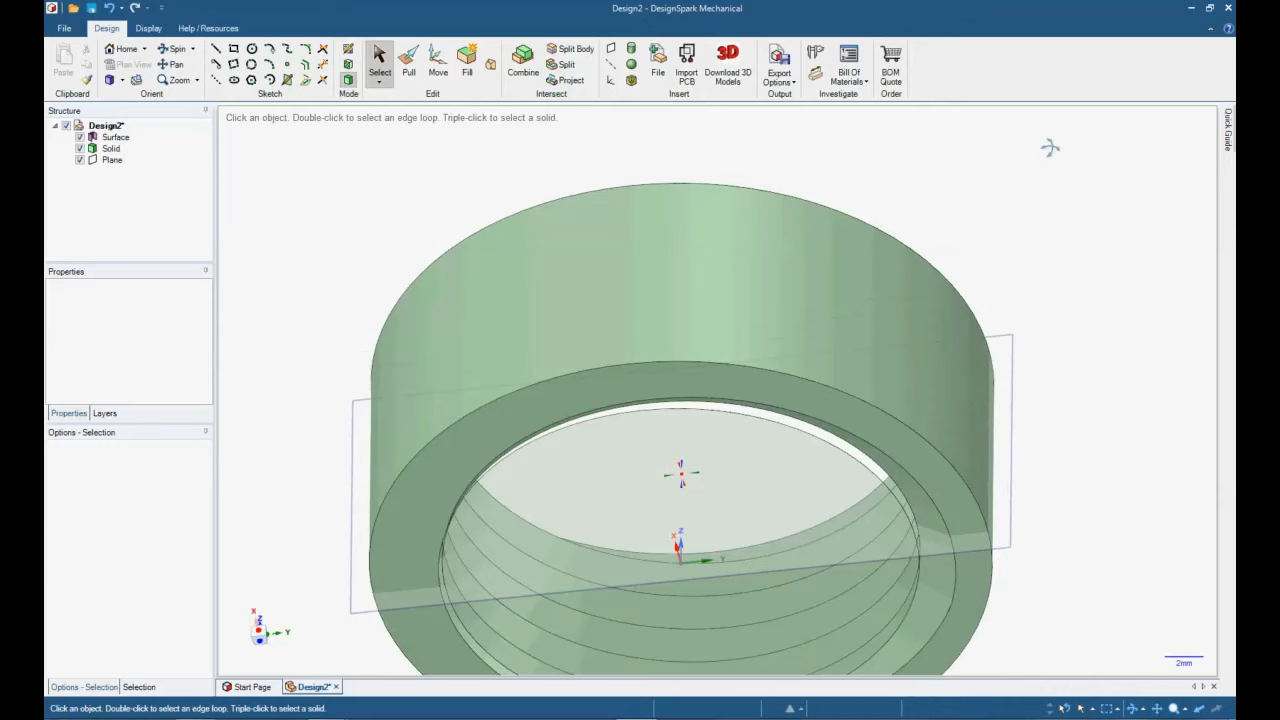 Design2 - DesignSpark Mechanical
File Design Display Help / Resources
Paste
Home Spin
Plan View Pan
Zoom
Select Pull Move Fill
Combine
Split Body
Split
Project
File
Import PCB
3D
Download 3D Models
Export Options
Bill Of Materials
BOM Quote
Clipboard Orient Sketch Mode Edit Intersect Insert Output Investigate Order
Structure
Design2*
Surface
Solid
Plane
Properties
Properties Layers
Options - Selection
Options - Selection Selection
Click an object. Double-click to select an edge loop. Triple-click to select a solid.
Quick Guide
Z
X
Y
X
Z
Y
2mm
Start Page Design2*
Click an object. Double-click to select an edge loop. Triple-click to select a solid.